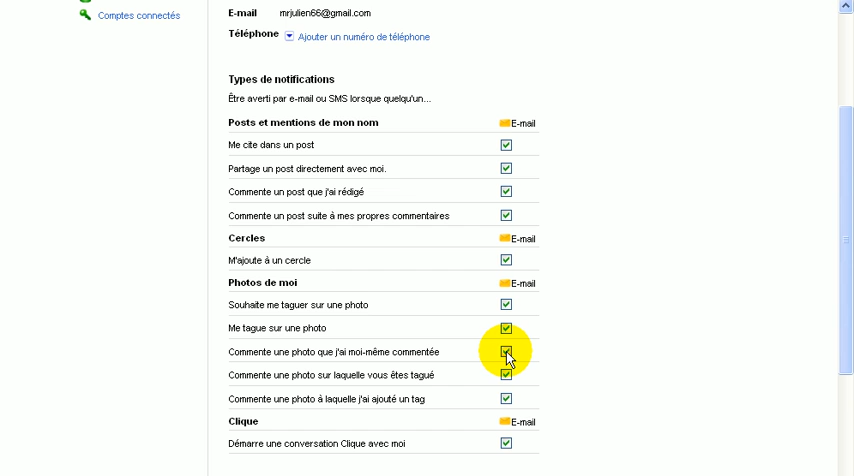 Comptes connectés
E-mail mrjulien66@gmail.com
Téléphone Ajouter un numéro de téléphone
Types de notifications
Être averti par e-mail ou SMS lorsque quelqu'un...
Posts et mentions de mon nom E-mail
Me cite dans un post
Partage un post directement avec moi.
Commente un post que j'ai rédigé
Commente un post suite à mes propres commentaires
Cercles E-mail
M'ajoute à un cercle
Photos de moi E-mail
Souhaite me taguer sur une photo
Me tague sur une photo
Commente une photo que j'ai moi-même commentée
Commente une photo sur laquelle vous êtes tagué
Commente une photo à laquelle j'ai ajouté un tag
Clique E-mail
Démarre une conversation Clique avec moi